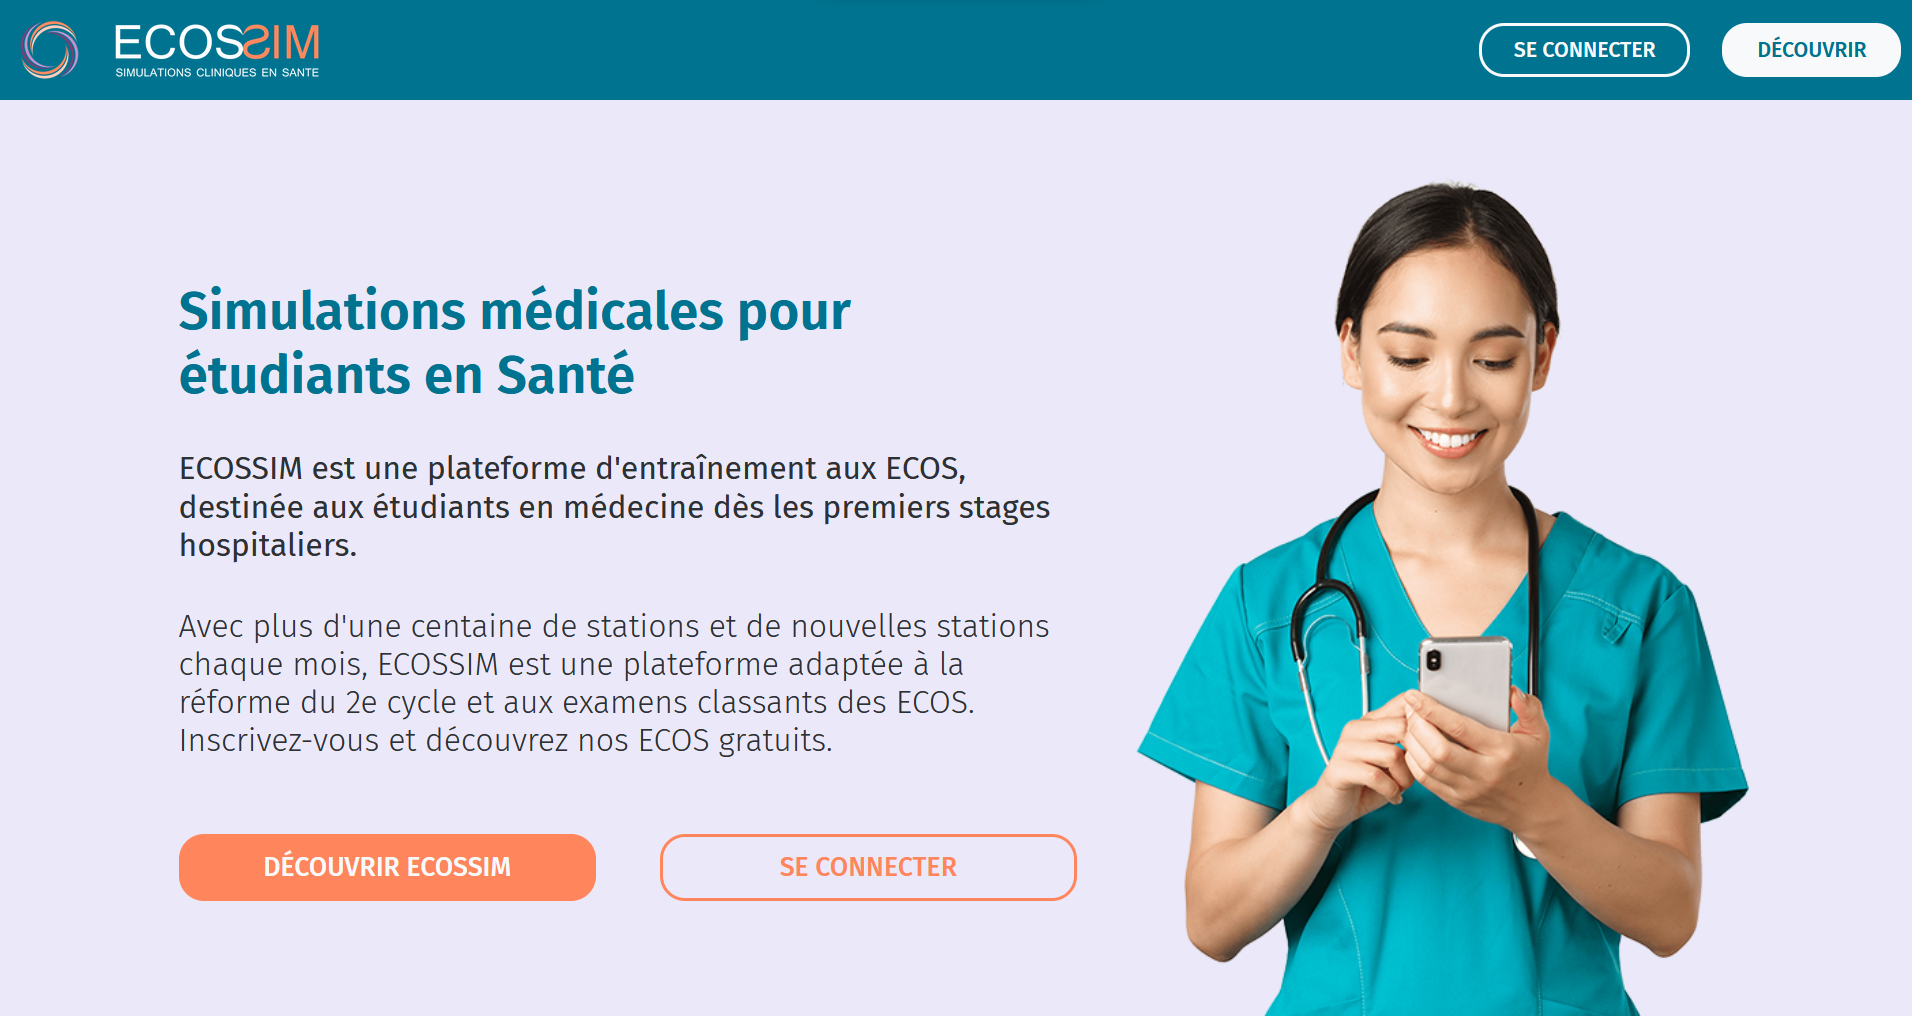 ECOSSIM
SIMULATIONS CLINIQUES EN SANTE
SE CONNECTER
DÉCOUVRIR
Simulations médicales pour
étudiants en Santé
ECOSSIM est une plateforme d'entraînement aux ECOS,
destinée aux étudiants en médecine dès les premiers stages
hospitaliers.
Avec plus d'une centaine de stations et de nouvelles stations
chaque mois, ECOSSIM est une plateforme adaptée à la
réforme du 2e cycle et aux examens classants des ECOS.
Inscrivez-vous et découvrez nos ECOS gratuits.
DÉCOUVRIR ECOSSIM
SE CONNECTER